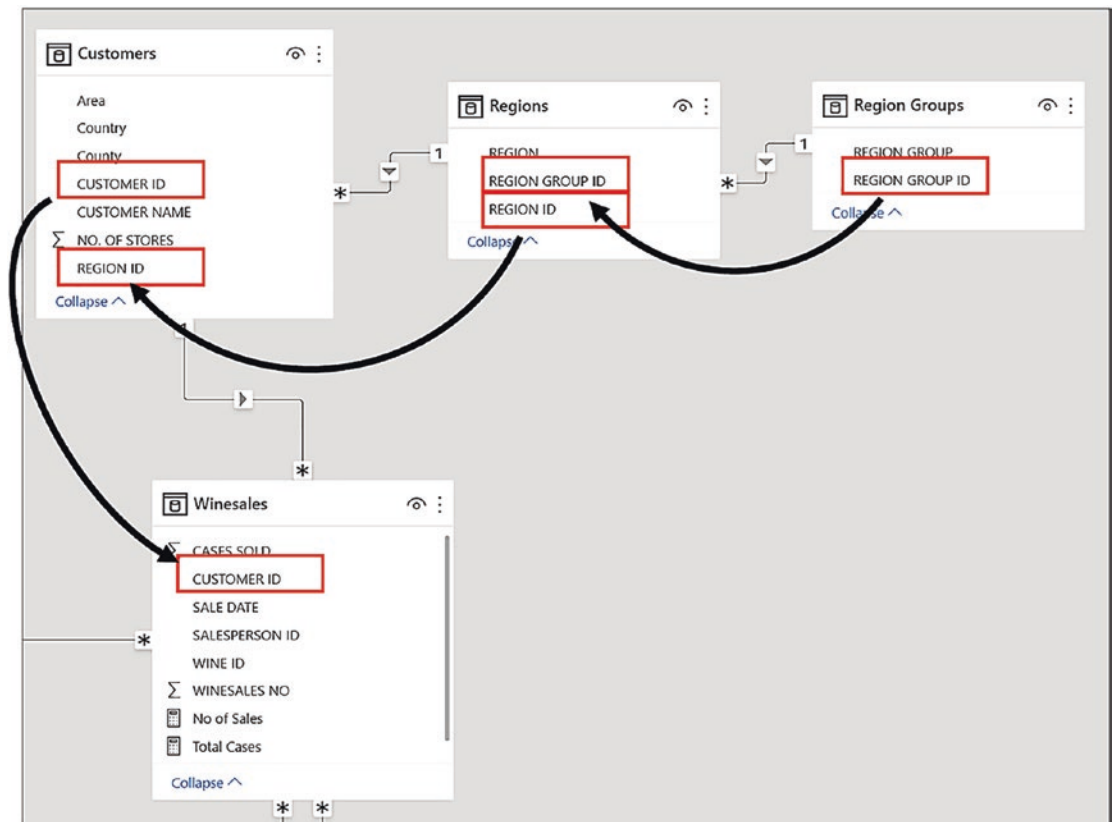 Customers
Area
Country
County
CUSTOMER ID
CUSTOMER NAME
Σ NO. OF STORES
REGION ID
Collapse
1
*
Regions
REGION
REGION GROUP ID
REGION ID
Collapse
1
*
Region Groups
REGION GROUP
REGION GROUP ID
Collapse
1
*
Winesales
Σ CASES SOLD
CUSTOMER ID
SALE DATE
SALESPERSON ID
WINE ID
Σ WINESALES NO
No of Sales
Total Cases
Collapse
*
* *